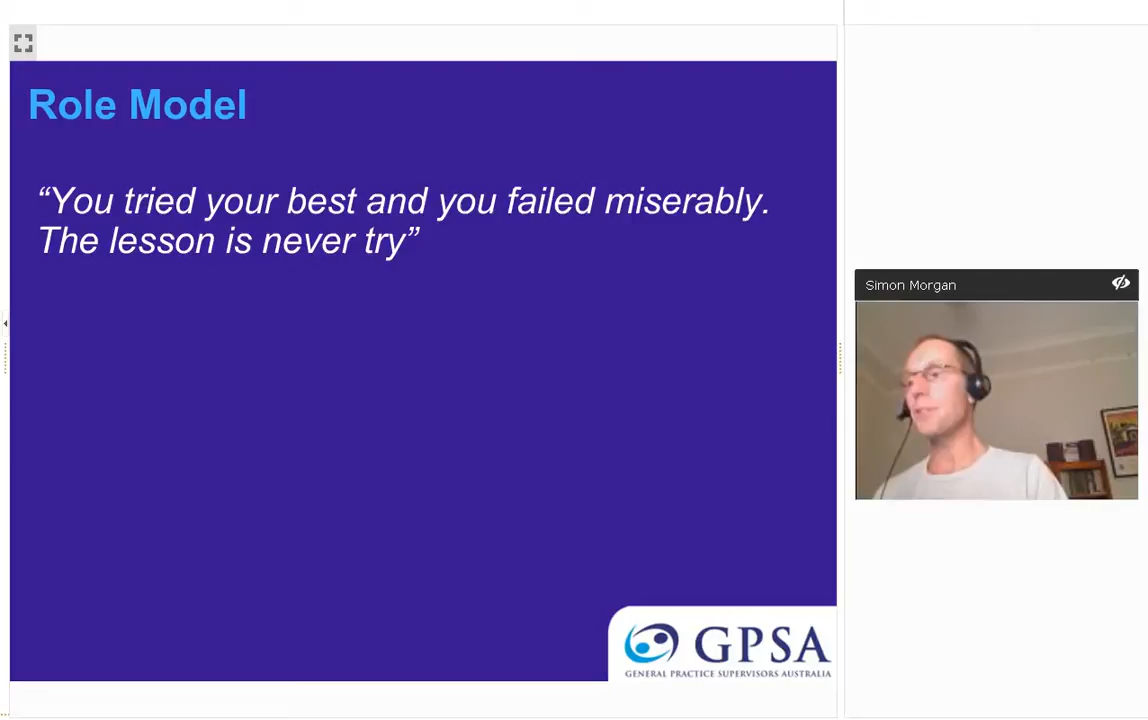 Role Model
“You tried your best and you failed miserably.
The lesson is never try”
Simon Morgan
GPSA
GENERAL PRACTICE SUPERVISORS AUSTRALIA